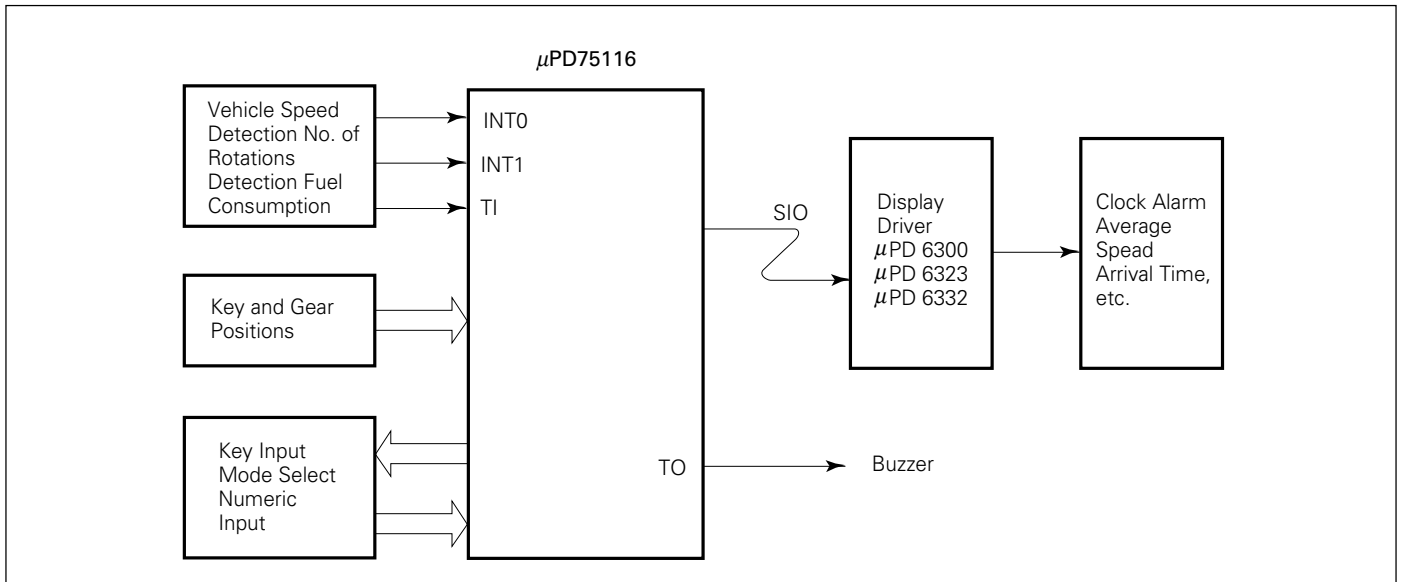 μPD75116
Vehicle Speed
Detection No. of
Rotations
Detection Fuel
Consumption
INT0
INT1
TI
Key and Gear
Positions
Key Input
Mode Select
Numeric
Input
SIO
TO
Buzzer
Display
Driver
μPD 6300
μPD 6323
μPD 6332
Clock Alarm
Average
Spead
Arrival Time,
etc.